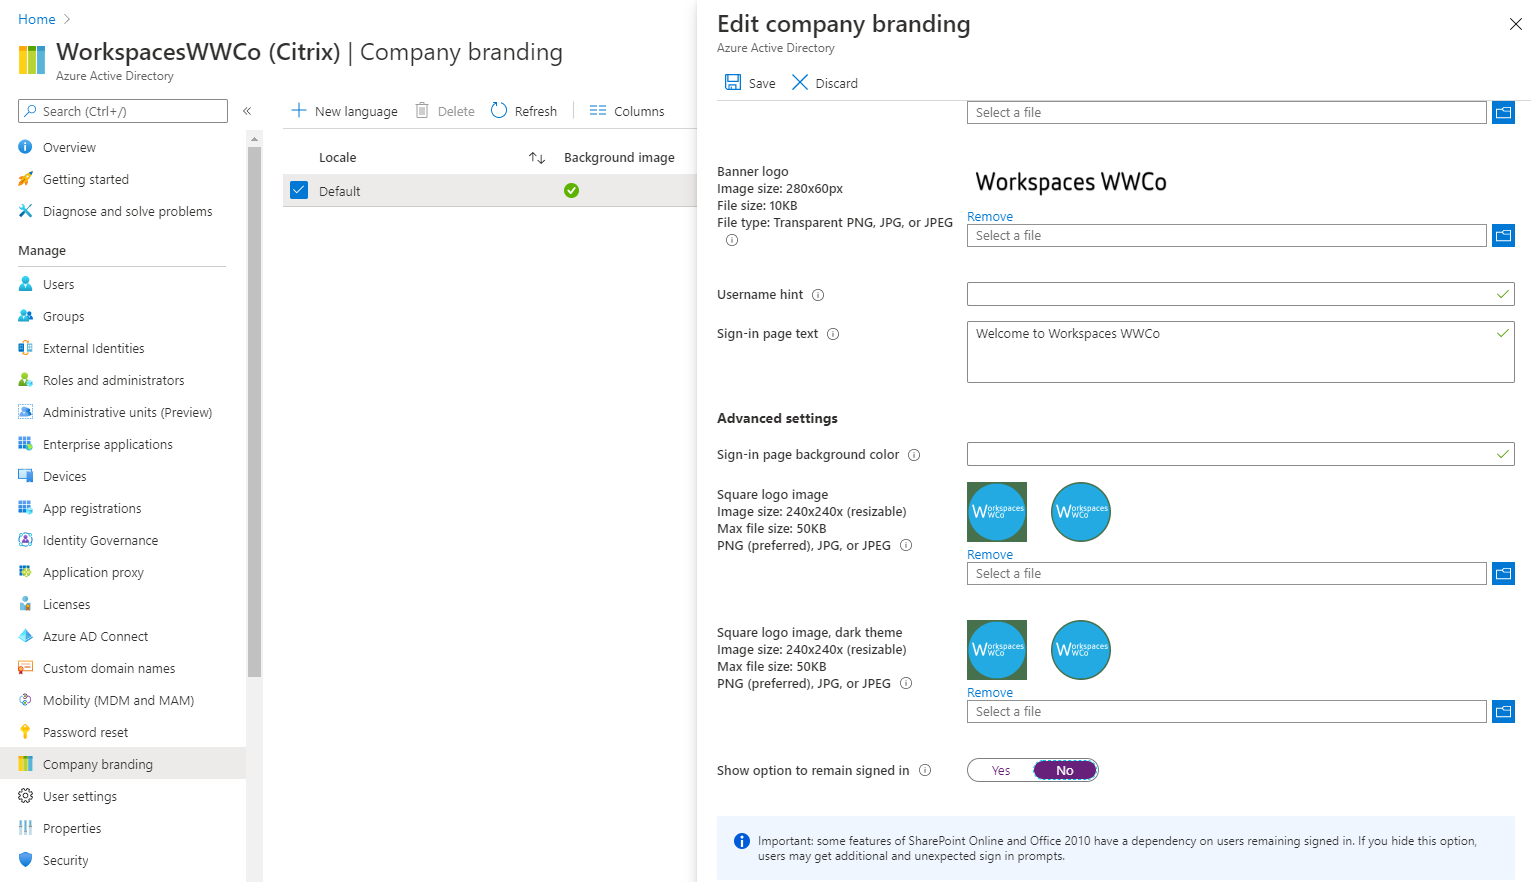 Home
WorkspacesWWCo (Citrix) | Company branding
Azure Active Directory
Search (Ctrl+/)
Overview
Getting started
Diagnose and solve problems
Manage
Users
Groups
External Identities
Roles and administrators
Administrative units (Preview)
Enterprise applications
Devices
App registrations
Identity Governance
Application proxy
Licenses
Azure AD Connect
Custom domain names
Mobility (MDM and MAM)
Password reset
Company branding
User settings
Properties
Security
New language Delete Refresh Columns
Locale Background image
Default
Edit company branding
Azure Active Directory
Save Discard
Select a file
Banner logo
Image size: 280x60px
File size: 10KB
File type: Transparent PNG, JPG, or JPEG
Workspaces WWCo
Remove
Select a file
Username hint
Sign-in page text
Welcome to Workspaces WWCo
Advanced settings
Sign-in page background color
Square logo image
Image size: 240x240x (resizable)
Max file size: 50KB
PNG (preferred), JPG, or JPEG
Workspaces
WWCo
Workspaces
WWCo
Remove
Select a file
Square logo image, dark theme
Image size: 240x240x (resizable)
Max file size: 50KB
PNG (preferred), JPG, or JPEG
Workspaces
WWCo
Workspaces
WWCo
Remove
Select a file
Show option to remain signed in
Yes No
Important: some features of SharePoint Online and Office 2010 have a dependency on users remaining signed in. If you hide this option,
users may get additional and unexpected sign in prompts.